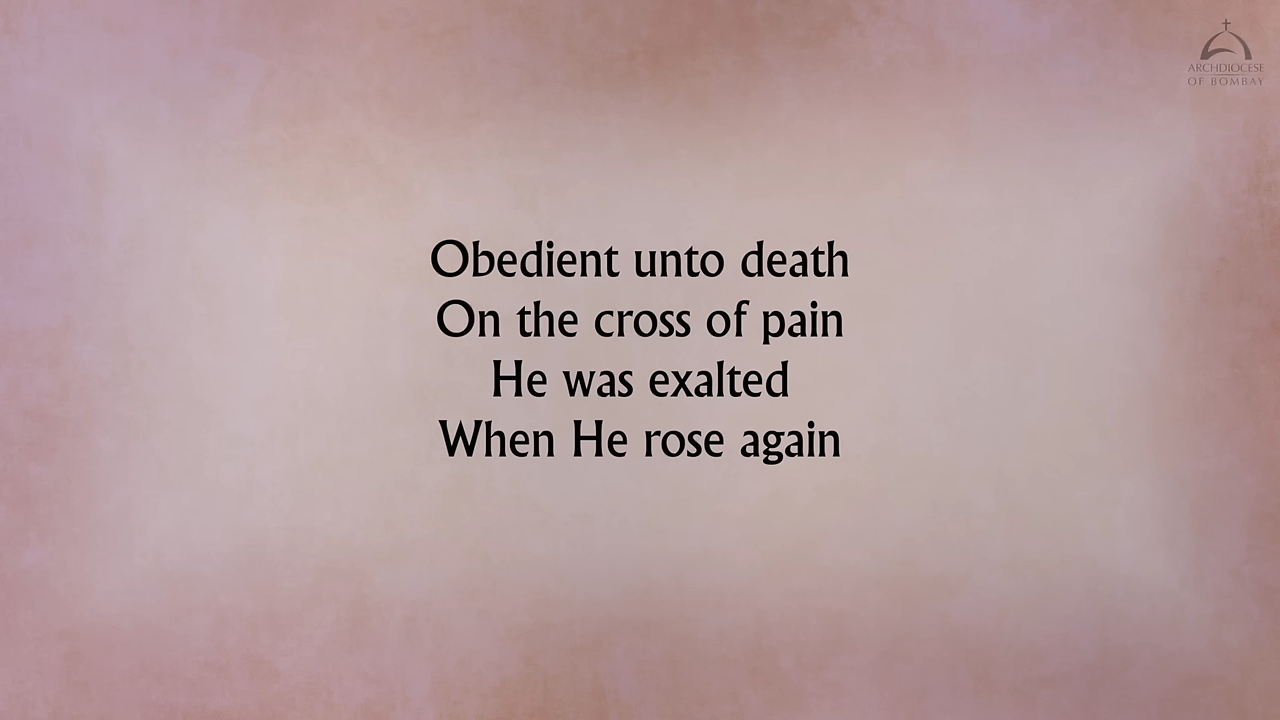 ARCHDIOCESE
OF BOMBAY
Obedient unto death
On the cross of pain
He was exalted
When He rose again